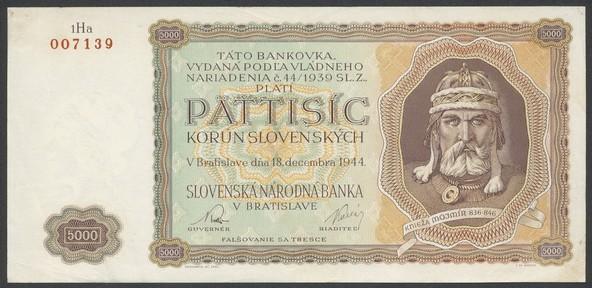 1Ha
007139
5000
5000
TÁTO BANKOVKA,
VYDANÁ PODĽA VLÁDNEHO
NARIADENIA č. 44/1939 SL. Z.,
PLATÍ
PÄŤTISÍC
KORÚN SLOVENSKÝCH
V Bratislave dňa 18. decembra 1944.
SLOVENSKÁ NÁRODNÁ BANKA
V BRATISLAVE
GUVERNÉR
RIADITEĽ
KNIEŽA MOJMÍR 836-846
5000
5000
5000
FALŠOVANIE SA TRESCE